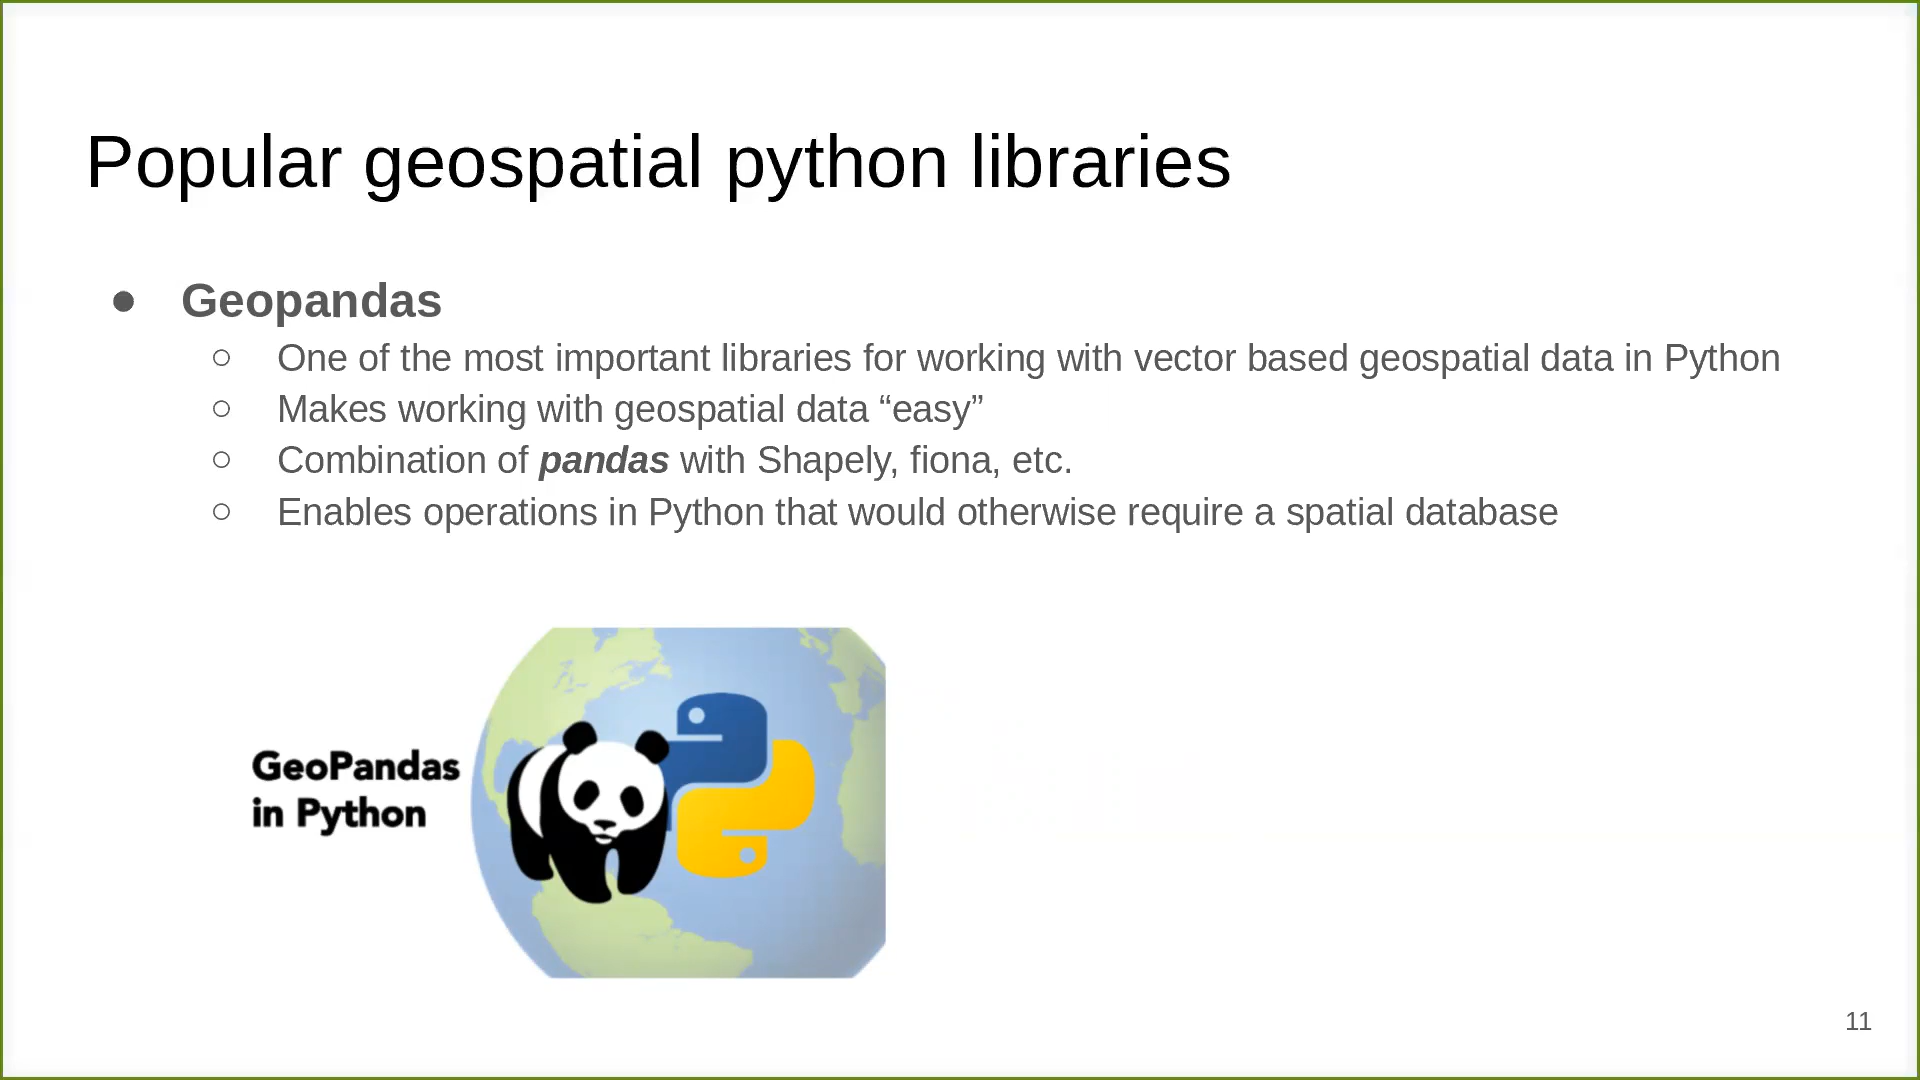 Popular geospatial python libraries
● Geopandas
○ One of the most important libraries for working with vector based geospatial data in Python
○ Makes working with geospatial data “easy”
○ Combination of pandas with Shapely, fiona, etc.
○ Enables operations in Python that would otherwise require a spatial database
GeoPandas
in Python
11